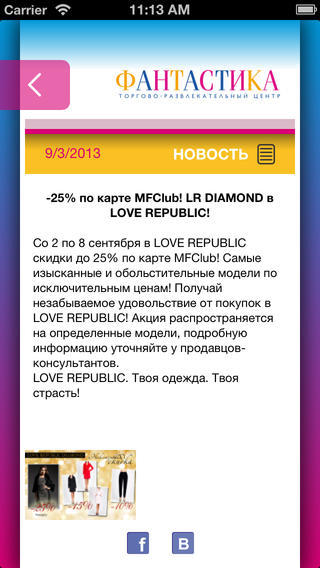 Carrier 11:13 AM
ФАНТАСТИКА
ТОРГОВО-РАЗВЛЕКАТЕЛЬНЫЙ ЦЕНТР
9/3/2013 НОВОСТЬ
-25% по карте MFClub! LR DIAMOND в
LOVE REPUBLIC!
Со 2 по 8 сентября в LOVE REPUBLIC
скидки до 25% по карте MFClub! Самые
изысканные и обольстительные модели по
исключительным ценам! Получай
незабываемое удовольствие от покупок в
LOVE REPUBLIC! Акция распространяется
на определенные модели, подробную
информацию уточняйте у продавцов-
консультантов.
LOVE REPUBLIC. Твоя одежда. Твоя
страсть!
-25% -15% -10%
f В